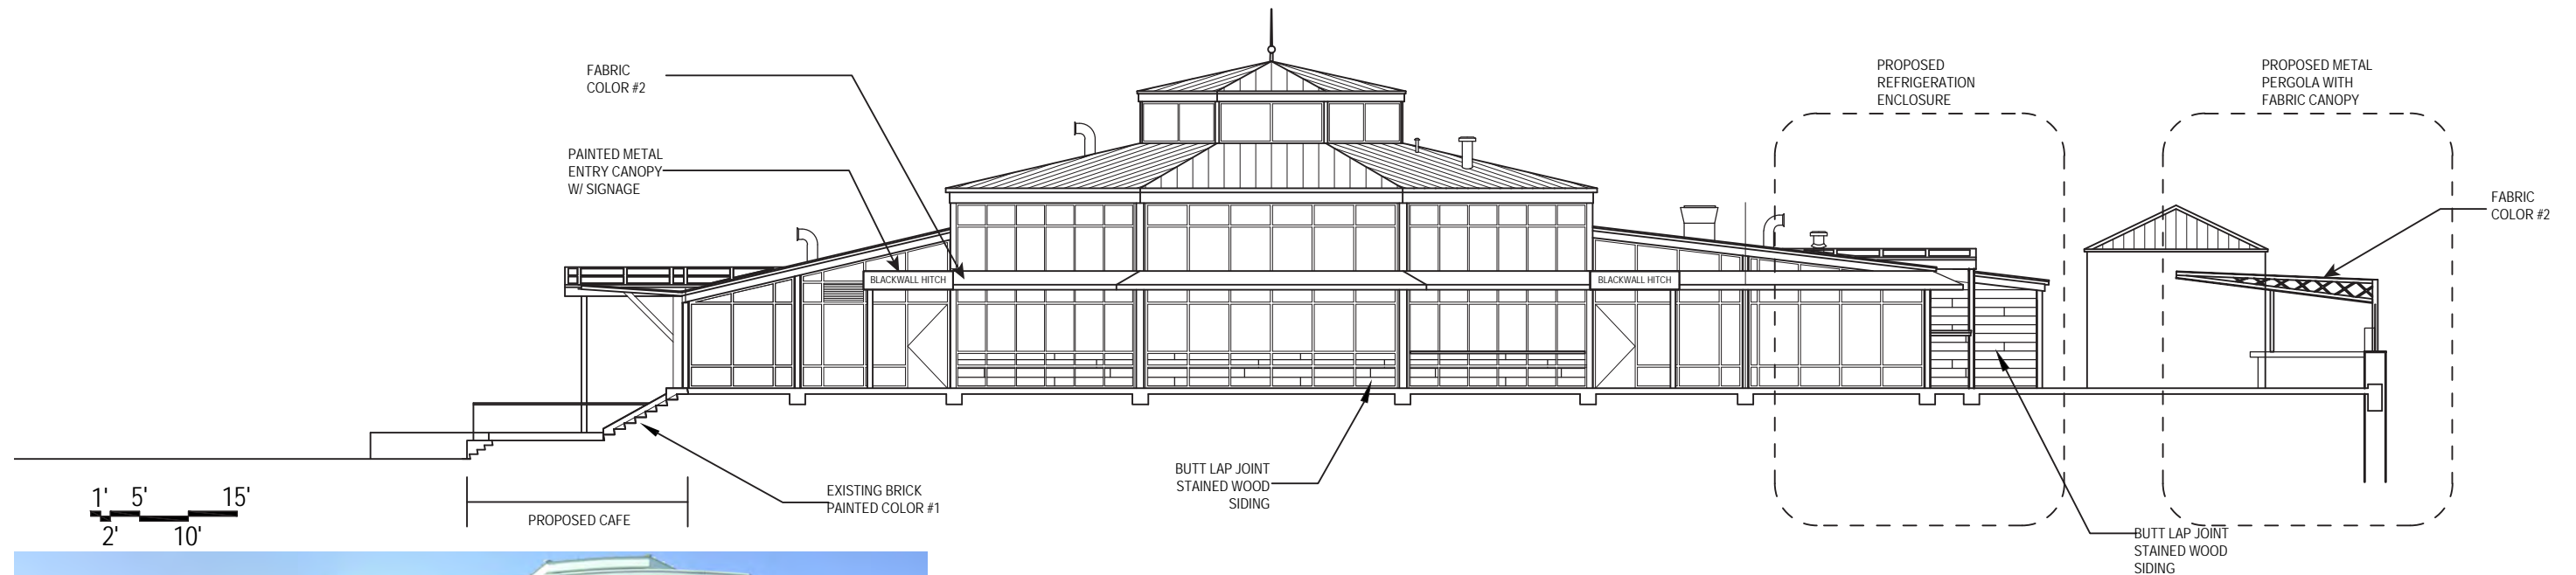 FABRIC
COLOR #2
PAINTED METAL
ENTRY CANOPY
W/ SIGNAGE
PROPOSED
REFRIGERATION
ENCLOSURE
PROPOSED METAL
PERGOLA WITH
FABRIC CANOPY
FABRIC
COLOR #2
BLACKWALL HITCH
BLACKWALL HITCH
BUTT LAP JOINT
STAINED WOOD
SIDING
EXISTING BRICK
PAINTED COLOR #1
PROPOSED CAFE
1' 5' 15'
2' 10'
BUTT LAP JOINT
STAINED WOOD
SIDING